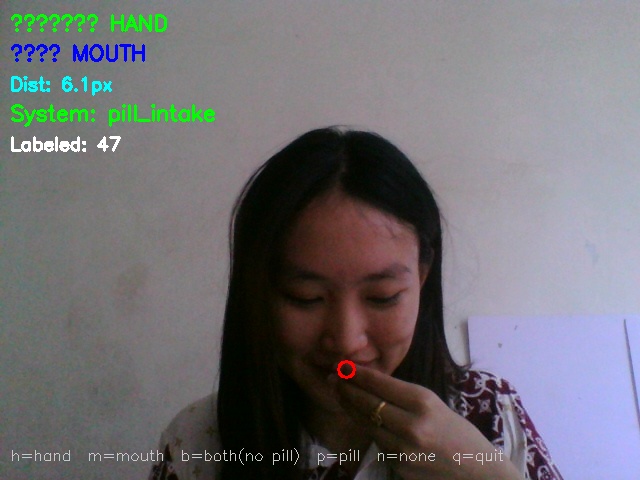 ??????? HAND
???? MOUTH
Dist: 6.1px
System: pill_intake
Labeled: 47
h=hand m=mouth b=both(no pill) p=pill n=none q=quit